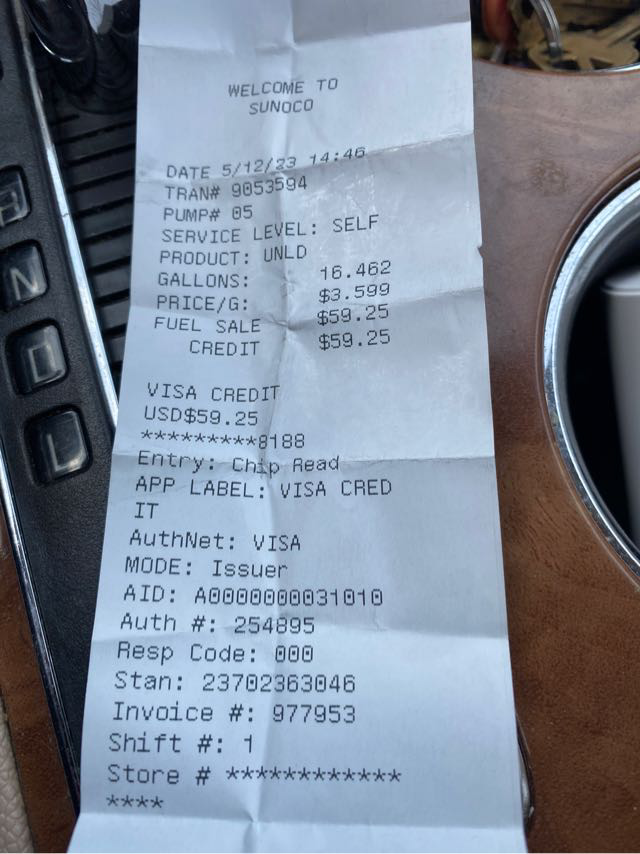 WELCOME TO
SUNOCO
DATE 5/12/23 14:46
TRAN# 9053594
PUMP# 05
SERVICE LEVEL: SELF
PRODUCT: UNLD
GALLONS: 16.462
PRICE/G: $3.599
FUEL SALE $59.25
CREDIT $59.25
VISA CREDIT
USD$59.25
*********8188
Entry: Chip Read
APP LABEL: VISA CRED
IT
AuthNet: VISA
MODE: Issuer
AID: A0000000031010
Auth #: 254895
Resp Code: 000
Stan: 23702363046
Invoice #: 977953
Shift #: 1
Store # ************
****
R
N
D
L